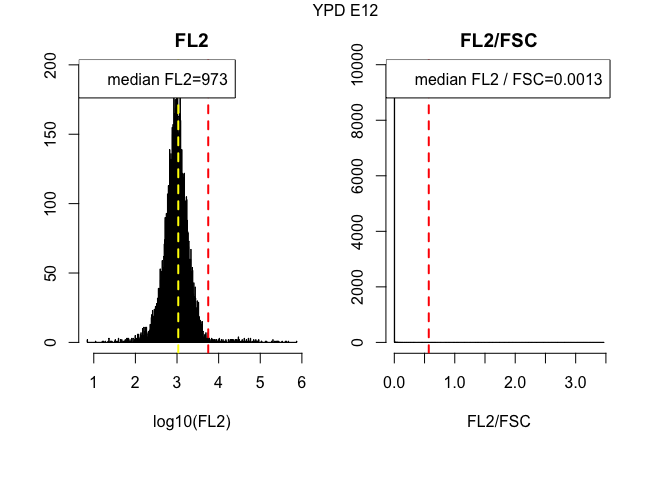 YPD E12
FL2
median FL2=973
200
150
100
50
0
1 2 3 4 5 6
log10(FL2)
FL2/FSC
median FL2 / FSC=0.0013
10000
8000
6000
4000
2000
0
0.0 1.0 2.0 3.0
FL2/FSC